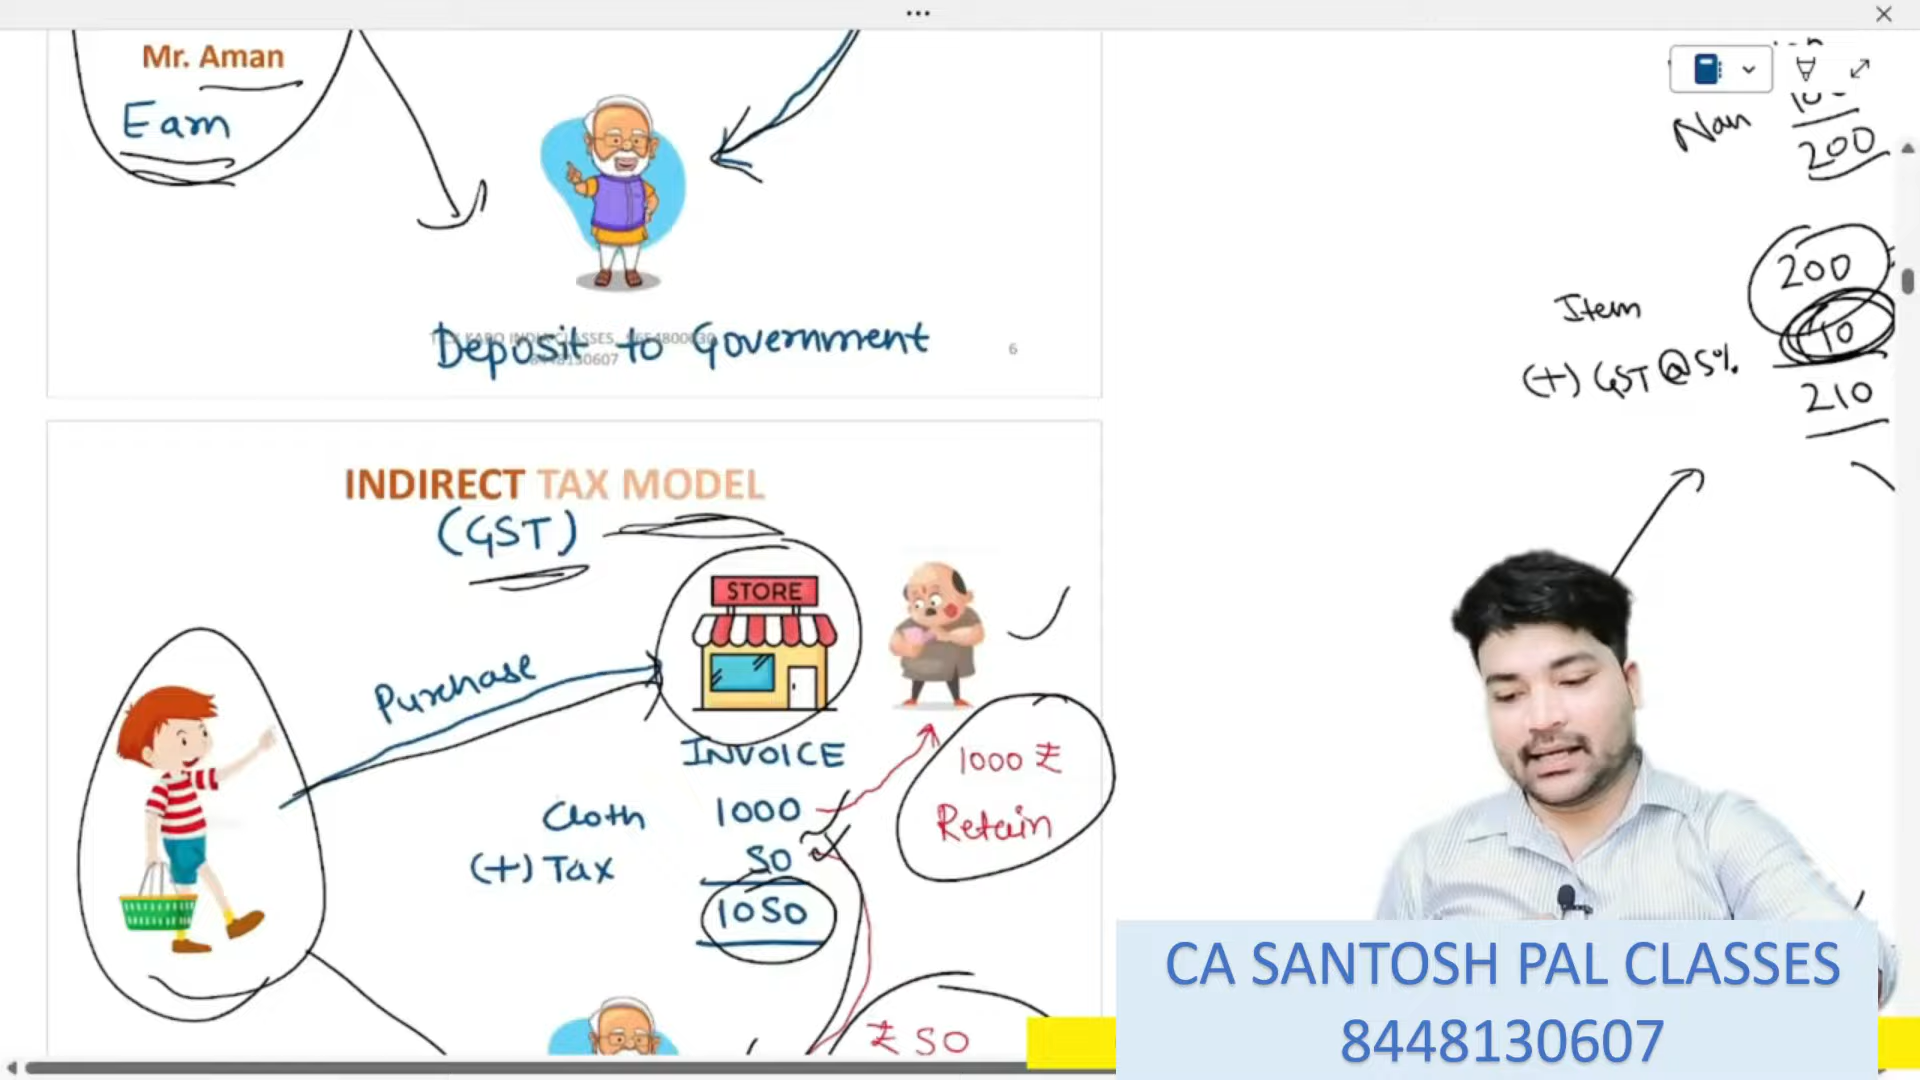 Mr. Aman
Earn
Nan
200
200
Item
10
(+) GST @ 5%
210
Deposit to Government
8448130607
6
INDIRECT TAX MODEL
(GST)
STORE
Purchase
INVOICE
1000 ₹
Retain
Cloth 1000
(+) Tax 50
1050
₹ 50
CA SANTOSH PAL CLASSES
8448130607